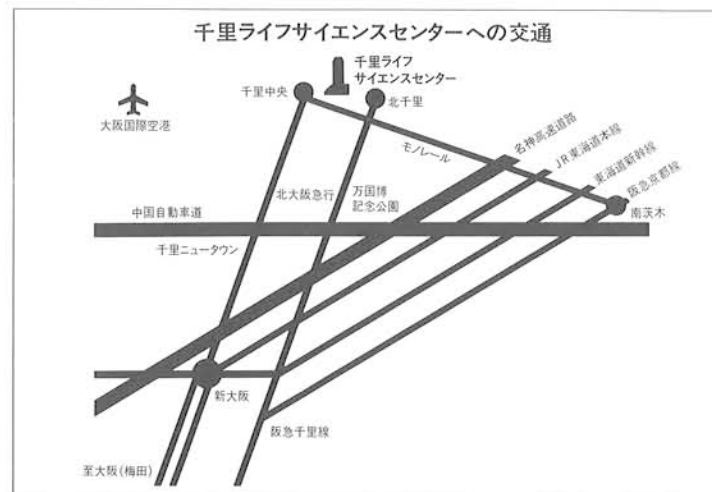 千里ライフサイエンスセンターへの交通
千里ライフ
サイエンスセンター
千里中央
北千里
大阪国際空港
モノレール
名神高速道路
JR東海道本線
東海道新幹線
阪急京都線
南茨木
北大阪急行
万国博
記念公園
中国自動車道
千里ニュータウン
新大阪
阪急千里線
至大阪(梅田)